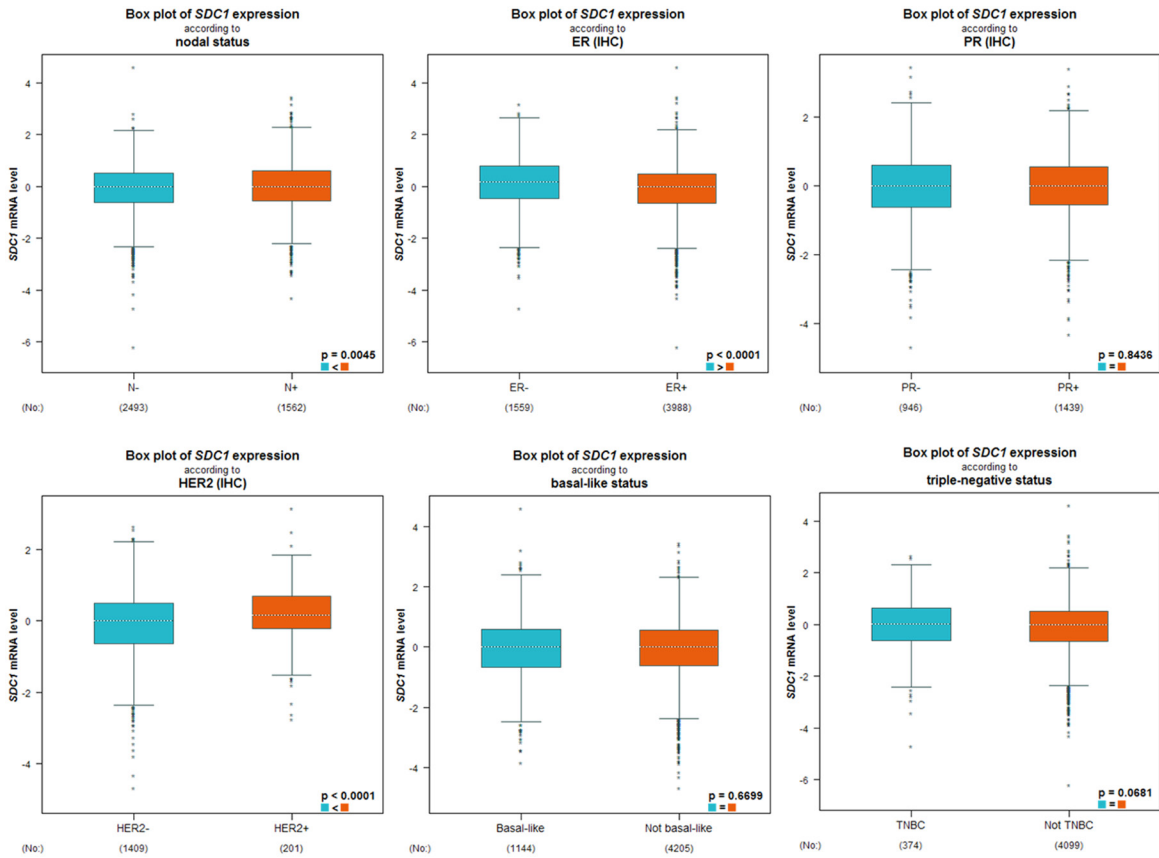 Box plot of SDC1 expression
according to
nodal status
SDC1 mRNA level
4
2
0
-2
-4
-6
p = 0.0045
<
N- N+
(No:) (2493) (1562)
Box plot of SDC1 expression
according to
ER (IHC)
SDC1 mRNA level
4
2
0
-2
-4
-6
p < 0.0001
>
ER- ER+
(No:) (1559) (3988)
Box plot of SDC1 expression
according to
PR (IHC)
SDC1 mRNA level
2
0
-2
-4
p = 0.8436
=
PR- PR+
(No:) (946) (1439)
Box plot of SDC1 expression
according to
HER2 (IHC)
SDC1 mRNA level
2
0
-2
-4
p < 0.0001
<
HER2- HER2+
(No:) (1409) (201)
Box plot of SDC1 expression
according to
basal-like status
SDC1 mRNA level
4
2
0
-2
-4
p = 0.6699
=
Basal-like Not basal-like
(No:) (1144) (4205)
Box plot of SDC1 expression
according to
triple-negative status
SDC1 mRNA level
4
2
0
-2
-4
-6
p = 0.0681
=
TNBC Not TNBC
(No:) (374) (4099)